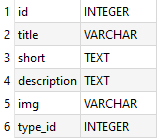 1 id INTEGER
2 title VARCHAR
3 short TEXT
4 description TEXT
5 img VARCHAR
6 type_id INTEGER